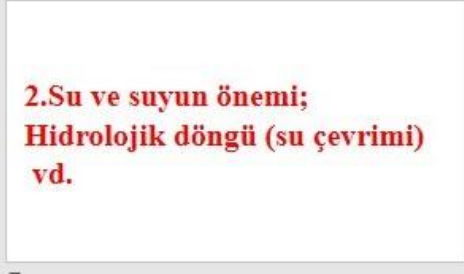 2.Su ve suyun önemi;
Hidrolojik döngü (su çevrimi)
vd.